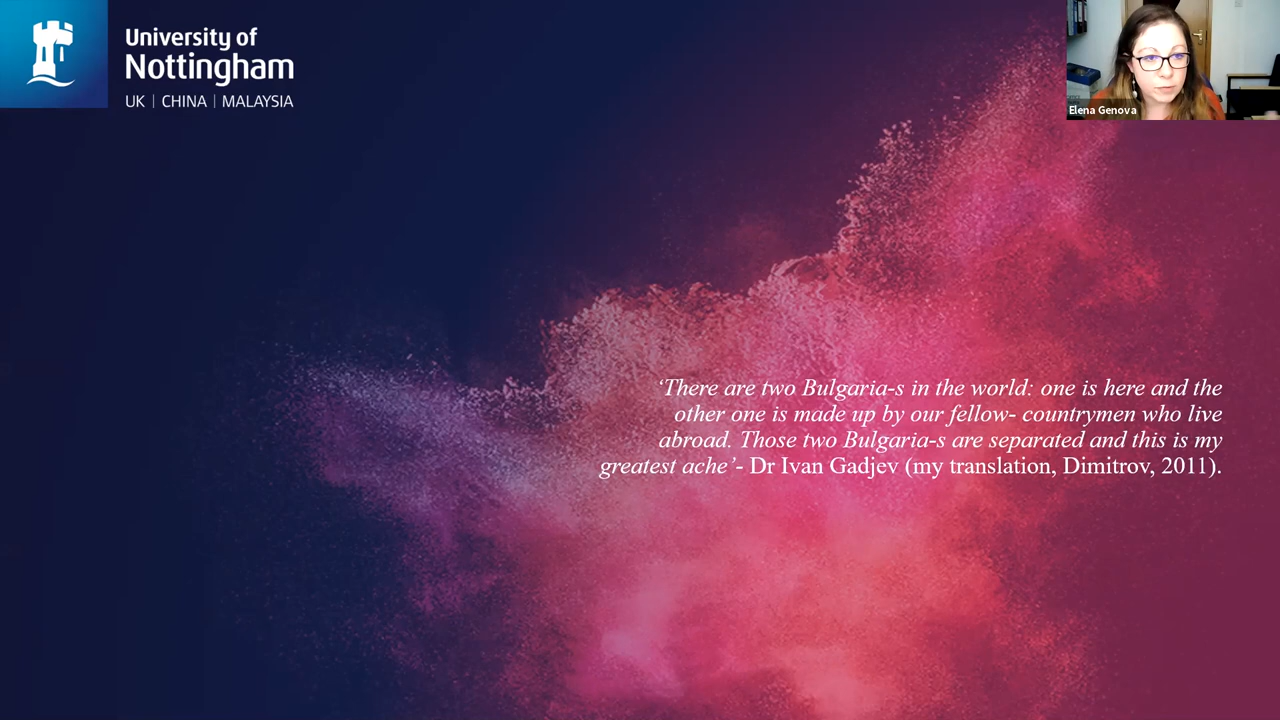 University of
Nottingham
UK | CHINA | MALAYSIA
Elena Genova
‘There are two Bulgaria-s in the world: one is here and the
other one is made up by our fellow- countrymen who live
abroad. Those two Bulgaria-s are separated and this is my
greatest ache’- Dr Ivan Gadjev (my translation, Dimitrov, 2011).